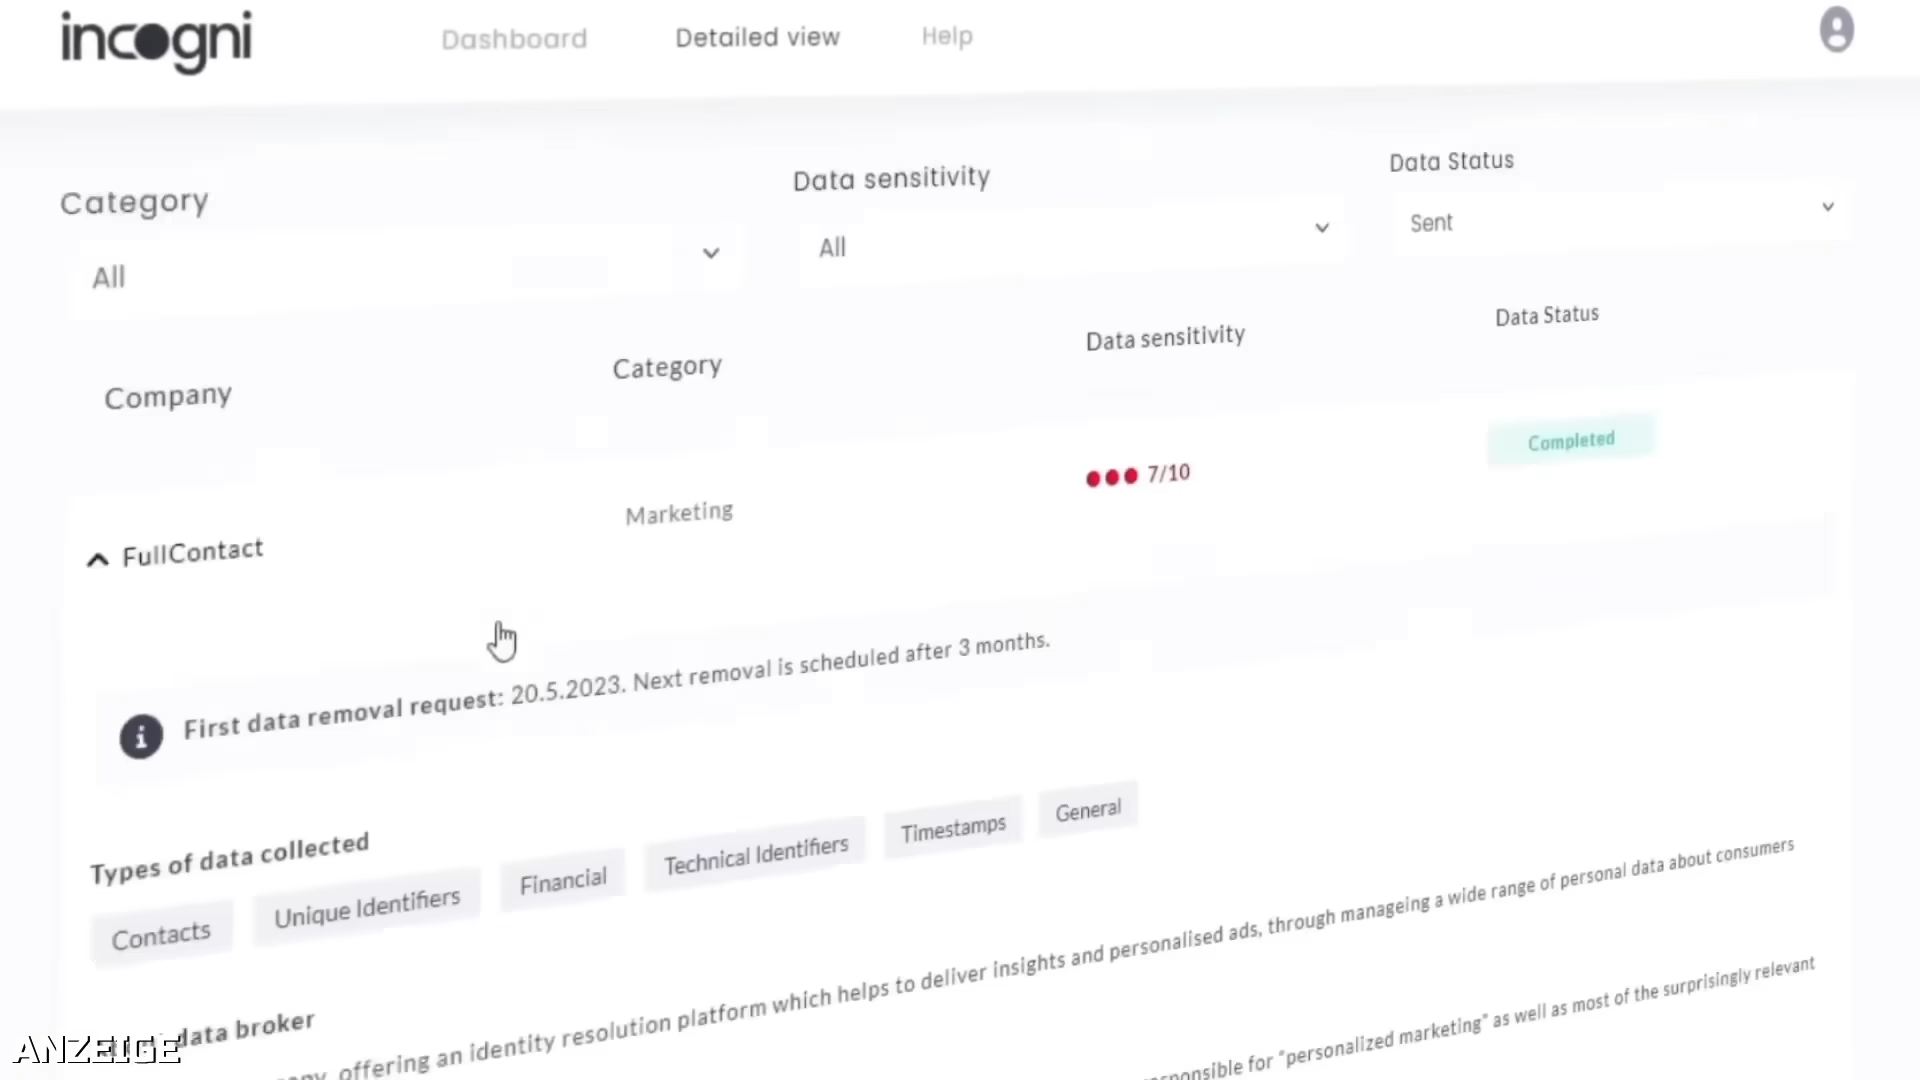 incogni
Dashboard
Detailed view
Help
Category
All
Data sensitivity
All
Data Status
Sent
Company
Category
Data sensitivity
Data Status
FullContact
Marketing
7/10
Completed
First data removal request: 20.5.2023. Next removal is scheduled after 3 months.
Types of data collected
Contacts
Unique Identifiers
Financial
Technical Identifiers
Timestamps
General
data broker
offering an identity resolution platform which helps to deliver insights and personalised ads, through manageing a wide range of personal data about consumers
for "personalized marketing" as well as most of the surprisingly relevant
ANZEIGE